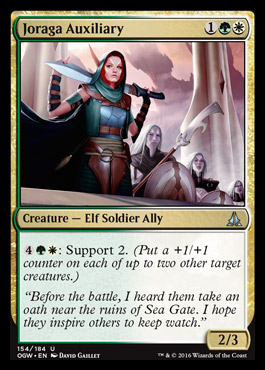 Joraga Auxiliary 1
Creature — Elf Soldier Ally
4 : Support 2. (Put a +1/+1
counter on each of up to two other target
creatures.)
“Before the battle, I heard them take an
oath near the ruins of Sea Gate. I hope
they inspire others to keep watch.”
2/3
154/184 U
OGW • EN DAVID GAILLET
™ & © 2016 Wizards of the Coast